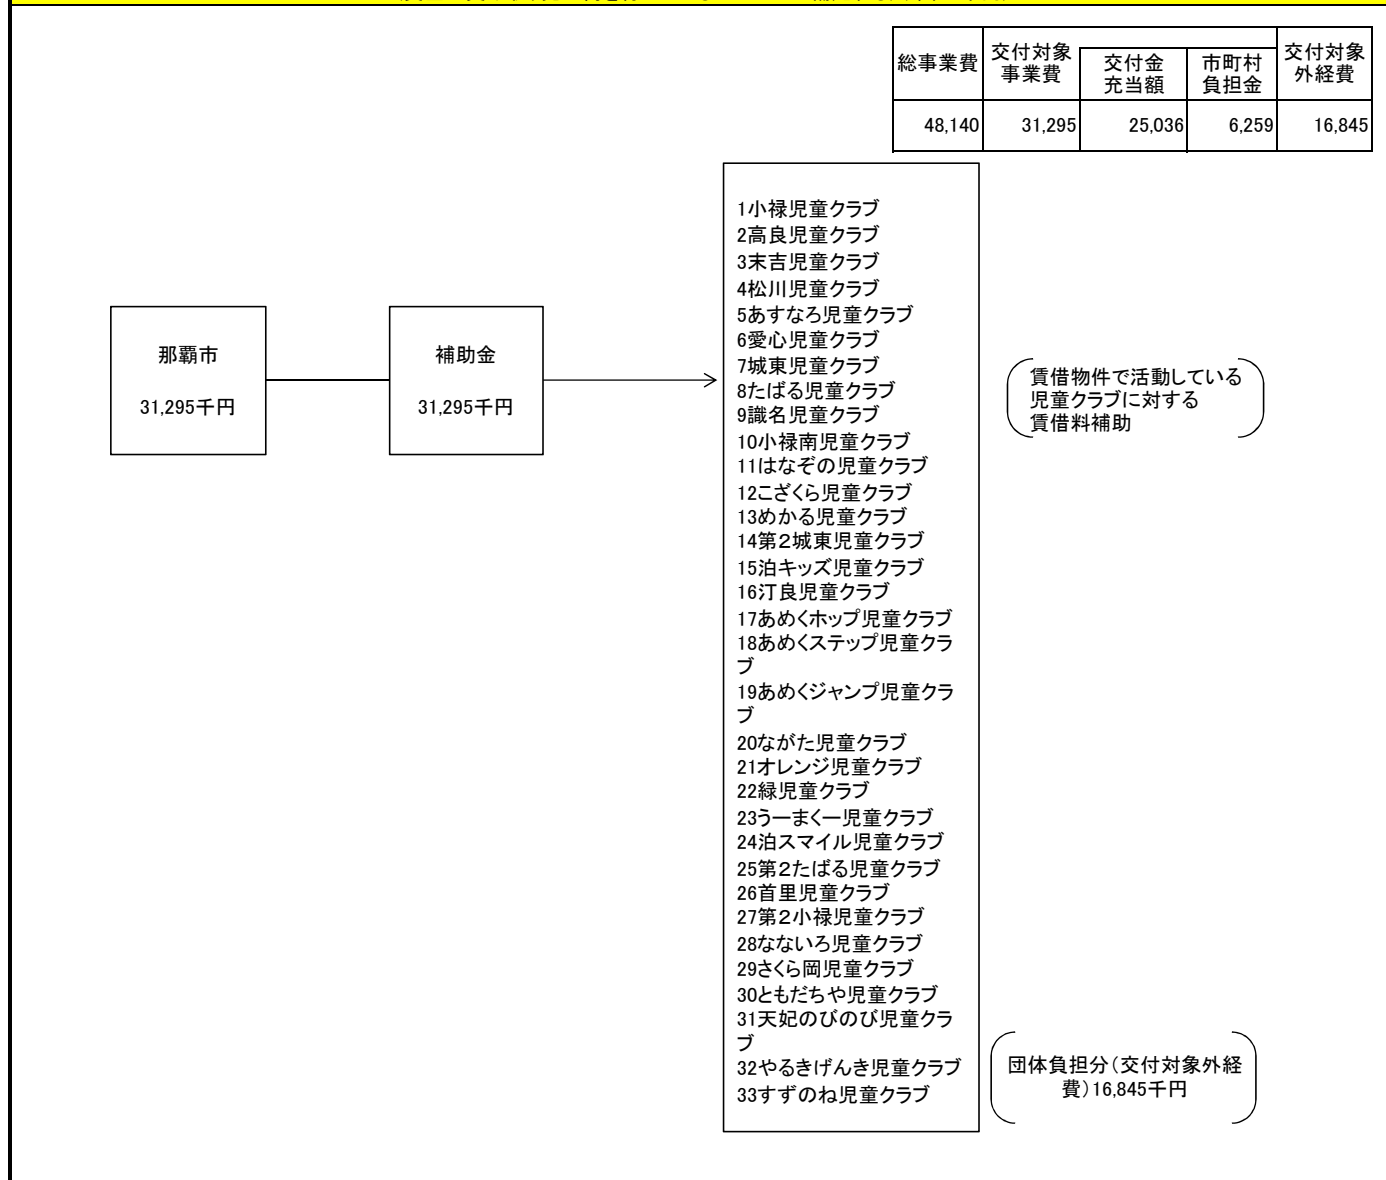 総事業費
交付対象
事業費
交付金
充当額
市町村
負担金
交付対象
外経費
48,140
31,295
25,036
6,259
16,845
那覇市
31,295千円
補助金
31,295千円
1小禄児童クラブ
2高良児童クラブ
3末吉児童クラブ
4松川児童クラブ
5あすなろ児童クラブ
6愛心児童クラブ
7城東児童クラブ
8たばる児童クラブ
9識名児童クラブ
10小禄南児童クラブ
11はなぞの児童クラブ
12こざくら児童クラブ
13めかる児童クラブ
14第2城東児童クラブ
15泊キッズ児童クラブ
16汀良児童クラブ
17あめくホップ児童クラブ
18あめくステップ児童クラ
ブ
19あめくジャンプ児童クラ
ブ
20ながた児童クラブ
21オレンジ児童クラブ
22緑児童クラブ
23うーまくー児童クラブ
24泊スマイル児童クラブ
25第2たばる児童クラブ
26首里児童クラブ
27第2小禄児童クラブ
28なないろ児童クラブ
29さくら岡児童クラブ
30ともだちや児童クラブ
31天妃のびのび児童クラ
ブ
32やるきげんき児童クラブ
33すずのね児童クラブ
賃借物件で活動している
児童クラブに対する
賃借料補助
団体負担分(交付対象外経
費)16,845千円